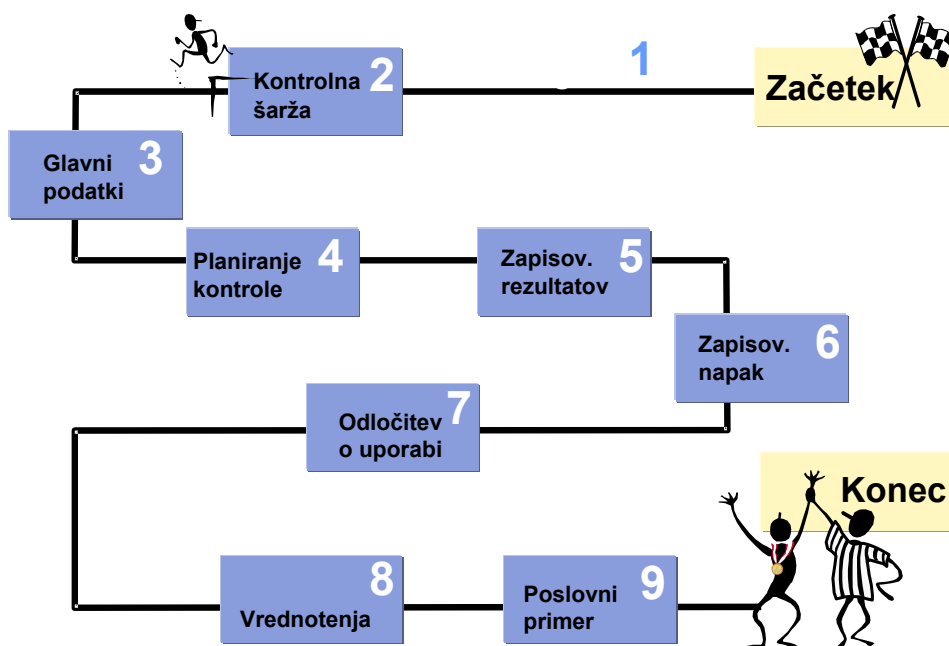 1
Začetek
Kontrolna 2
šarža
Glavni 3
podatki
Planiranje 4
kontrole
Zapisov. 5
rezultatov
Zapisov. 6
napak
Odločitev 7
o uporabi
Konec
Vrednotenja 8
Poslovni 9
primer